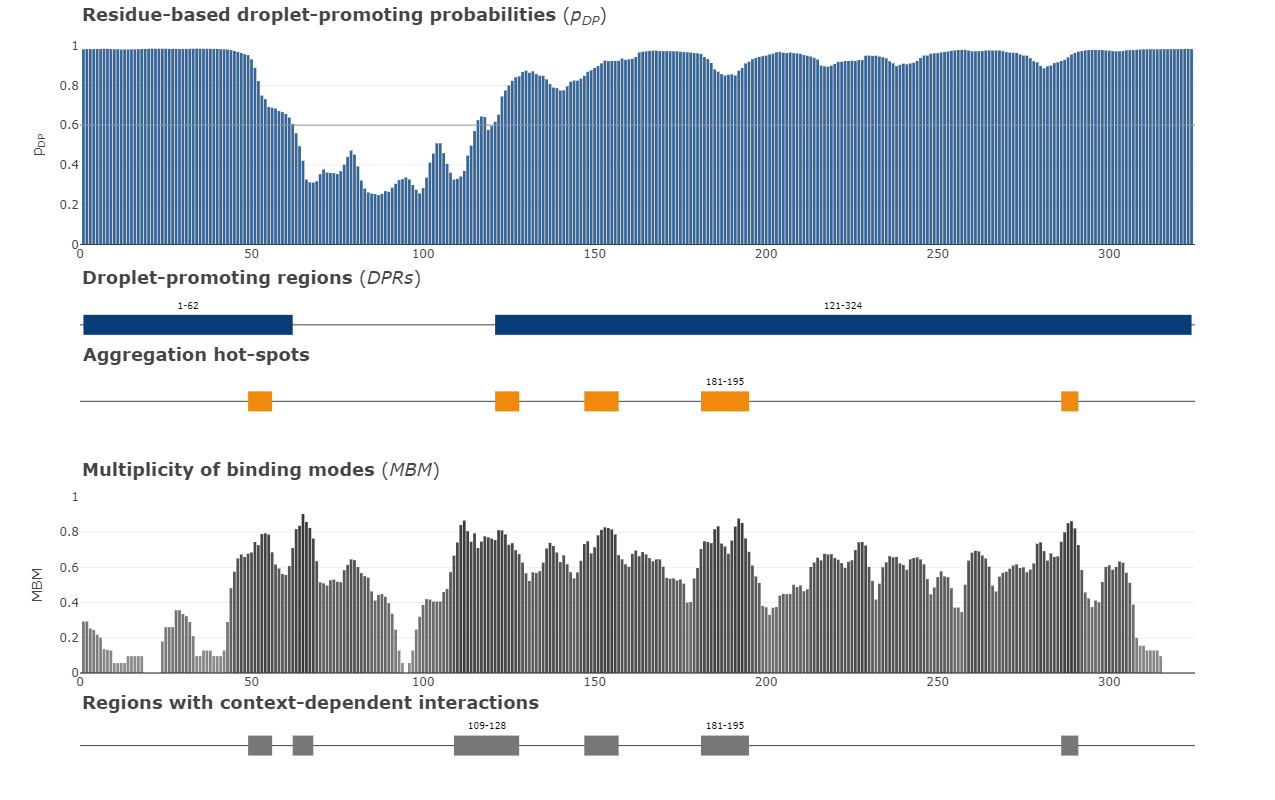 Residue-based droplet-promoting probabilities (pDP)
1
0.8
0.6
0.4
0.2
0
pDP
0 50 100 150 200 250 300
Droplet-promoting regions (DPRs)
1-62 121-324
Aggregation hot-spots
181-195
Multiplicity of binding modes (MBM)
1
0.8
0.6
0.4
0.2
0
MBM
0 50 100 150 200 250 300
Regions with context-dependent interactions
109-128 181-195